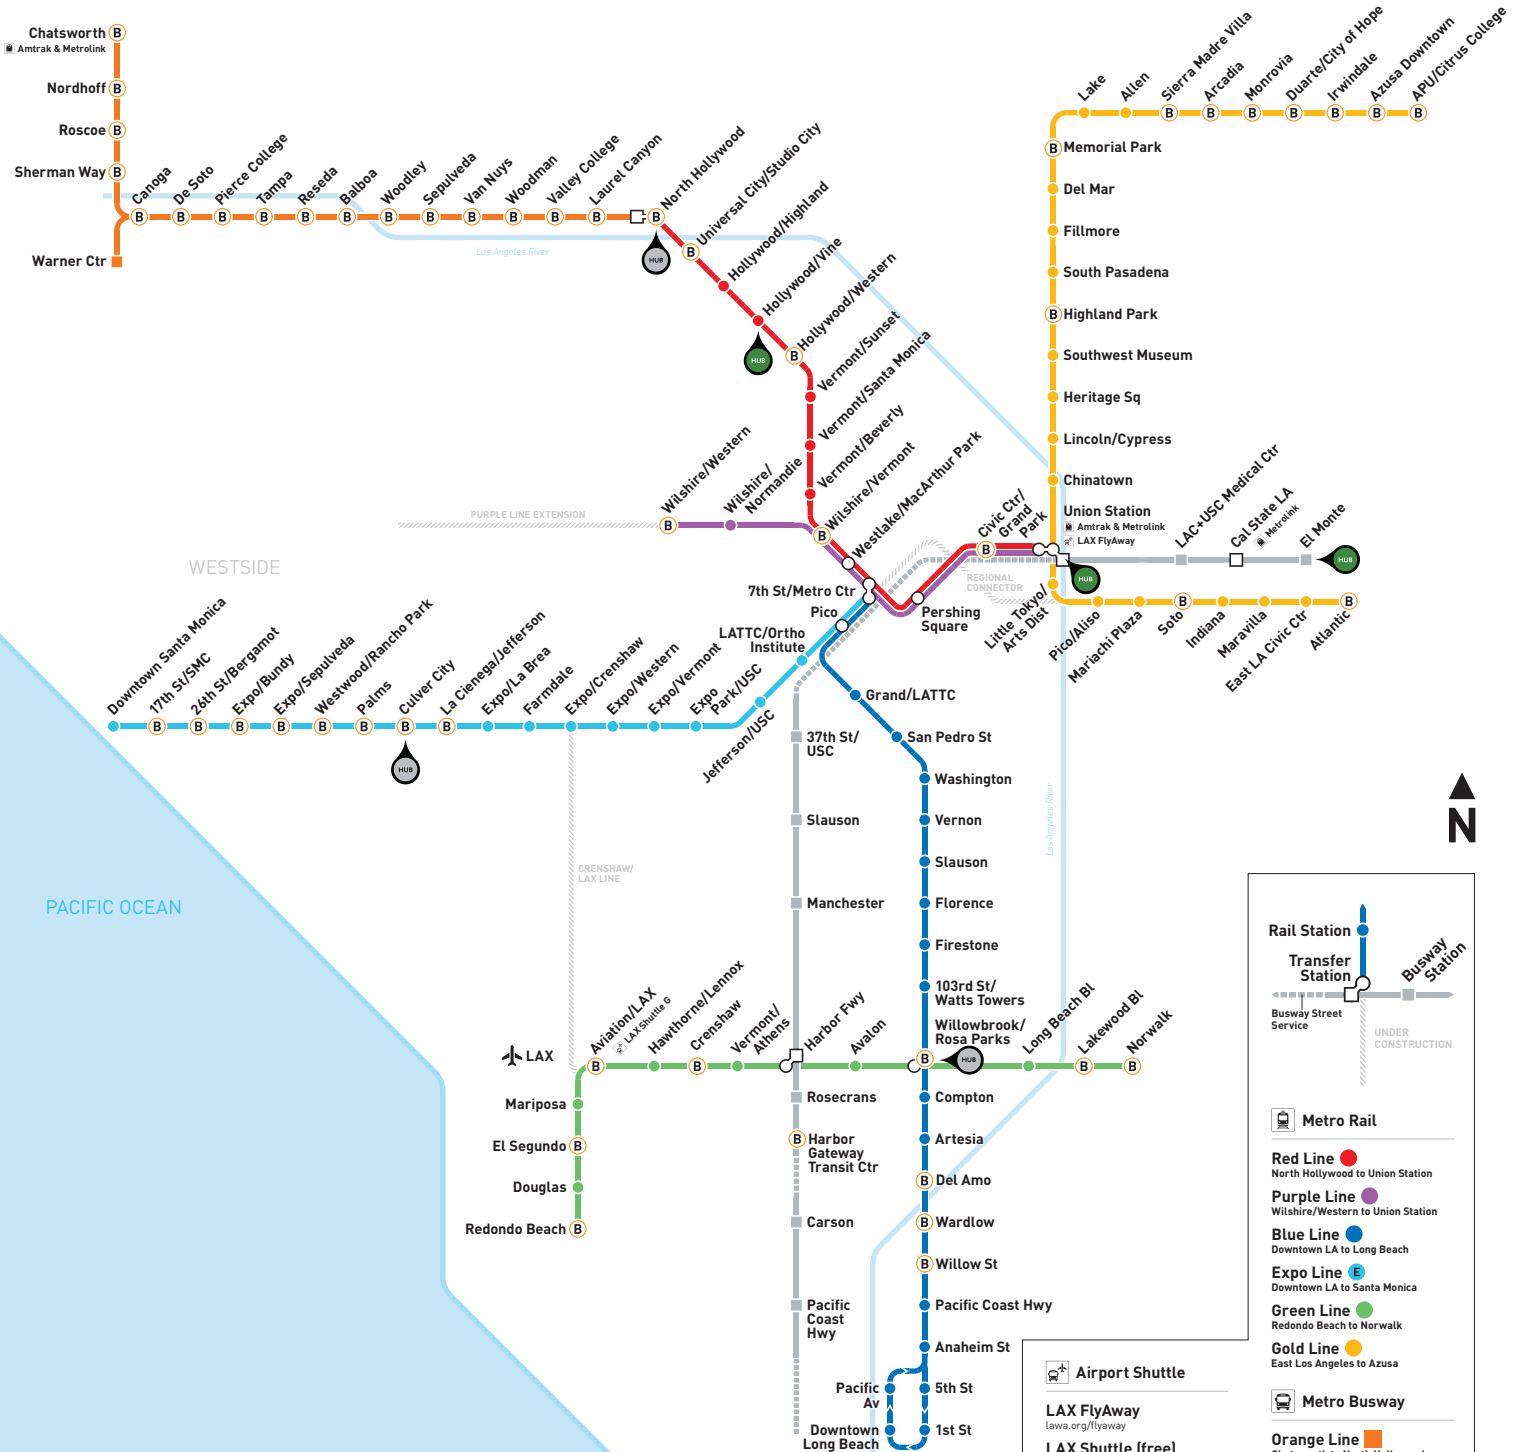 Chatsworth B
Amtrak & Metrolink
Nordhoff B
Roscoe B
Sherman Way B
Warner Ctr
Canoga
De Soto
Pierce College
Tampa
Reseda
Balboa
Woodley
Sepulveda
Van Nuys
Woodman
Valley College
Laurel Canyon
North Hollywood
B B B B B B B B B B B B B
HUB
Los Angeles River
Universal City/Studio City
B
Hollywood/Highland
Hollywood/Vine
HUB
Hollywood/Western
B
Vermont/Sunset
Vermont/Santa Monica
Vermont/Beverly
Wilshire/Vermont
B
Wilshire/Western
B
Wilshire/
Normandie
PURPLE LINE EXTENSION
Westlake/MacArthur Park
7th St/Metro Ctr
Pico
Pershing
Square
Civic Ctr/
Grand
Park
B
REGIONAL
CONNECTOR
Lake
Allen
Sierra Madre Villa
Arcadia
Monrovia
Duarte/City of Hope
Irwindale
Azusa Downtown
APU/Citrus College
B B B B B B B
B Memorial Park
Del Mar
Fillmore
South Pasadena
B Highland Park
Southwest Museum
Heritage Sq
Lincoln/Cypress
Chinatown
Union Station
Amtrak & Metrolink
LAX FlyAway
HUB
LAC+USC Medical Ctr
Cal State LA
Metrolink
El Monte
HUB
Little Tokyo/
Arts Dist
Pico/Aliso
Mariachi Plaza
Soto
B
Indiana
Maravilla
East LA Civic Ctr
Atlantic
B
WESTSIDE
Downtown Santa Monica
17th St/SMC
26th St/Bergamot
Expo/Bundy
Expo/Sepulveda
Westwood/Rancho Park
Palms
Culver City
La Cienega/Jefferson
Expo/La Brea
Farmdale
Expo/Crenshaw
Expo/Western
Expo/Vermont
Expo
Park/USC
Jefferson/USC
LATTC/Ortho
Institute
B B B B B B B B
HUB
Grand/LATTC
San Pedro St
37th St/
USC
Washington
Slauson
Vernon
Slauson
Manchester
Florence
Firestone
103rd St/
Watts Towers
Willowbrook/
Rosa Parks
B
HUB
Los Angeles River
N
PACIFIC OCEAN
CRENSHAW/
LAX LINE
LAX
Aviation/LAX
LAX Shuttle G
B
Hawthorne/Lennox
Crenshaw
B
Vermont/
Athens
Harbor Fwy
Avalon
Long Beach Bl
Lakewood Bl
B
Norwalk
B
Mariposa
El Segundo B
Douglas
Redondo Beach B
Rosecrans
B Harbor
Gateway
Transit Ctr
Carson
Pacific
Coast
Hwy
Compton
Artesia
B Del Amo
B Wardlow
B Willow St
Pacific Coast Hwy
Anaheim St
Pacific
Av
5th St
Downtown
Long Beach
1st St
Rail Station
Transfer
Station
Busway
Station
Busway Street
Service
UNDER
CONSTRUCTION
Metro Rail
Red Line
North Hollywood to Union Station
Purple Line
Wilshire/Western to Union Station
Blue Line
Downtown LA to Long Beach
Expo Line E
Downtown LA to Santa Monica
Green Line
Redondo Beach to Norwalk
Gold Line
East Los Angeles to Azusa
Metro Busway
Orange Line
Airport Shuttle
LAX FlyAway
lawa.org/flyaway
LAX Shuttle (free)